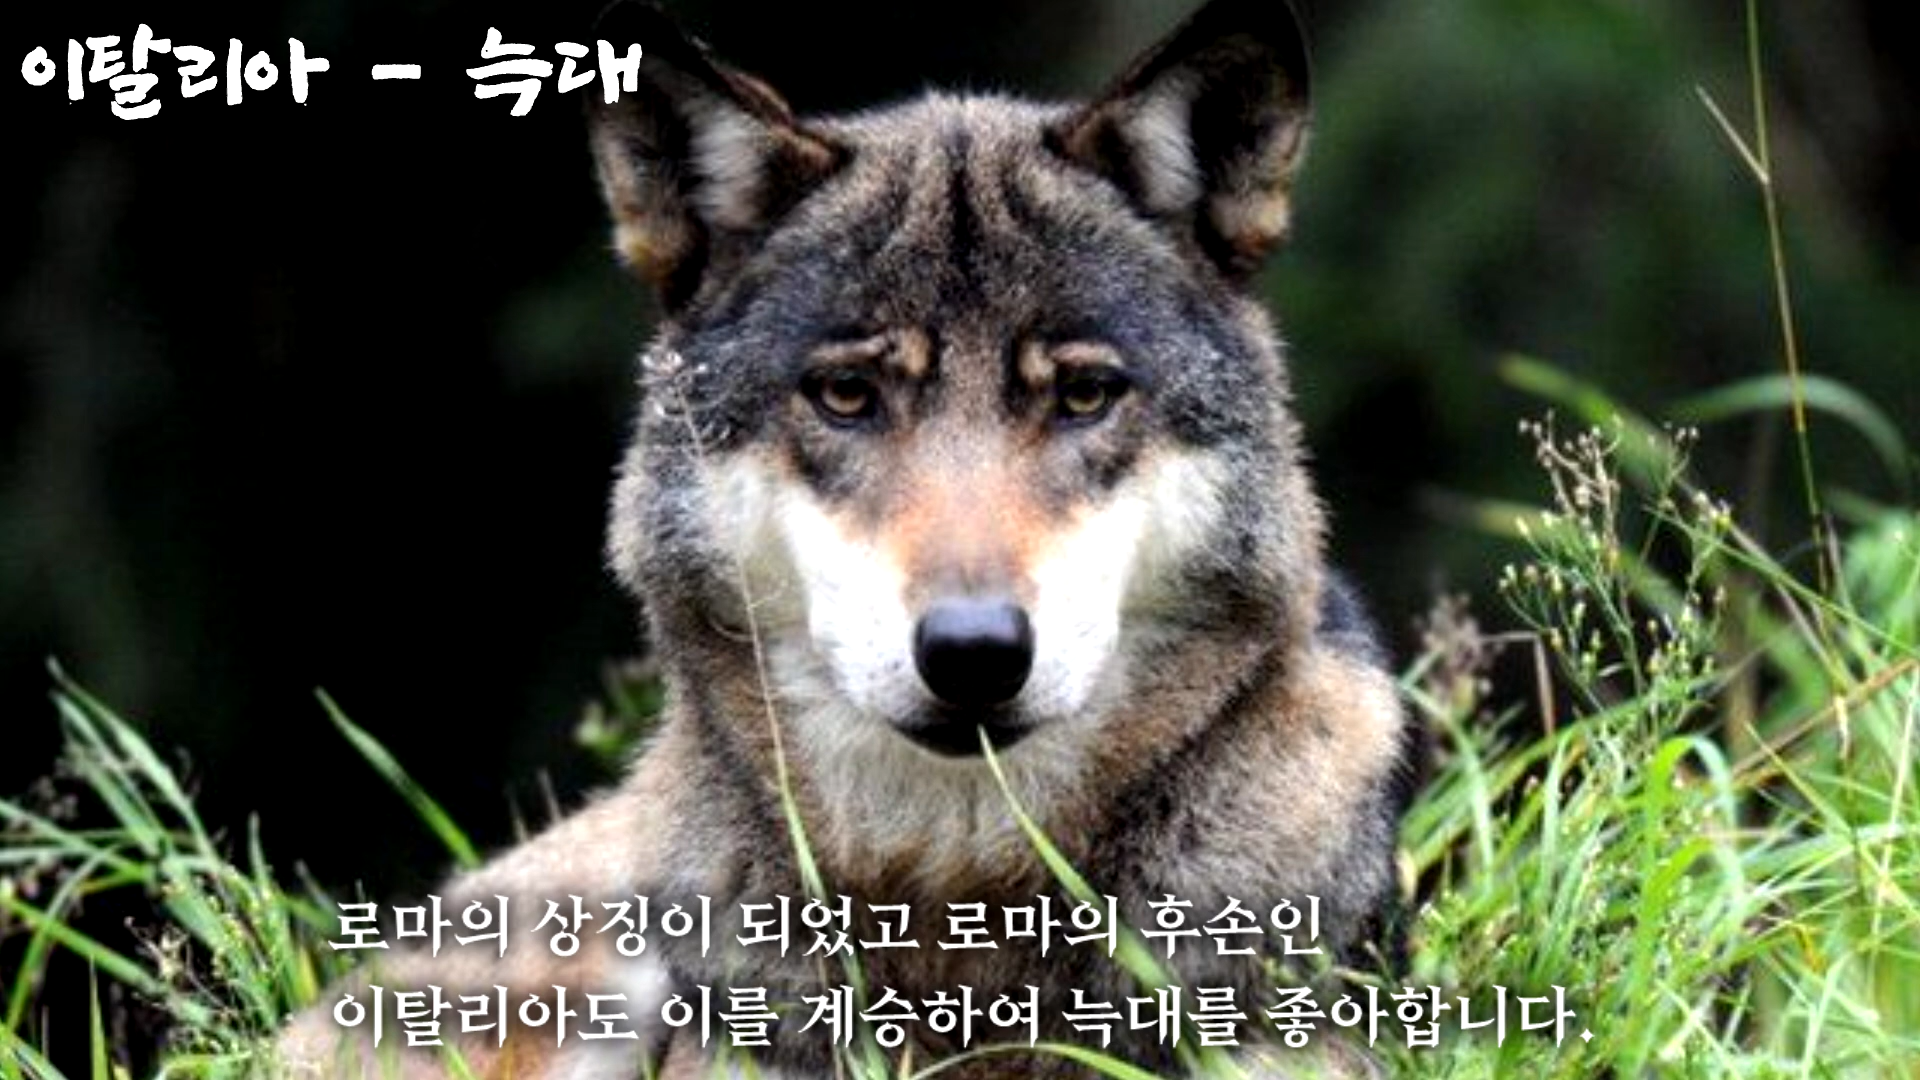 이탈리아 - 늑대
로마의 상징이 되었고 로마의 후손인
이탈리아도 이를 계승하여 늑대를 좋아합니다.